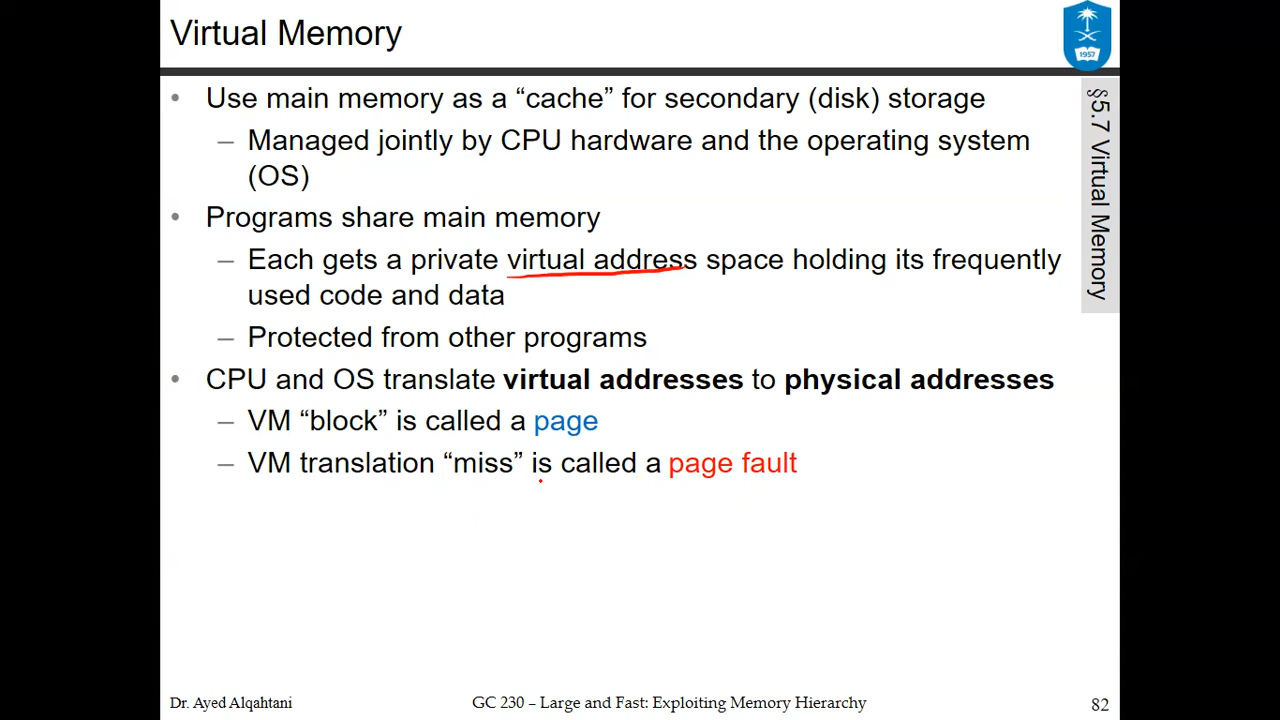 Virtual Memory
1957
• Use main memory as a “cache” for secondary (disk) storage
– Managed jointly by CPU hardware and the operating system
(OS)
• Programs share main memory
– Each gets a private virtual address space holding its frequently
used code and data
– Protected from other programs
• CPU and OS translate virtual addresses to physical addresses
– VM “block” is called a page
– VM translation “miss” is called a page fault
§5.7 Virtual Memory
Dr. Ayed Alqahtani
GC 230 – Large and Fast: Exploiting Memory Hierarchy
82